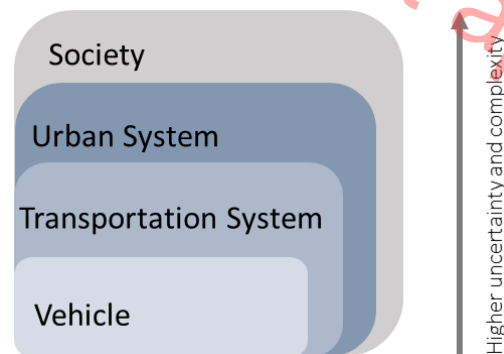 Society
Urban System
Transportation System
Vehicle
Higher uncertainty and complexity